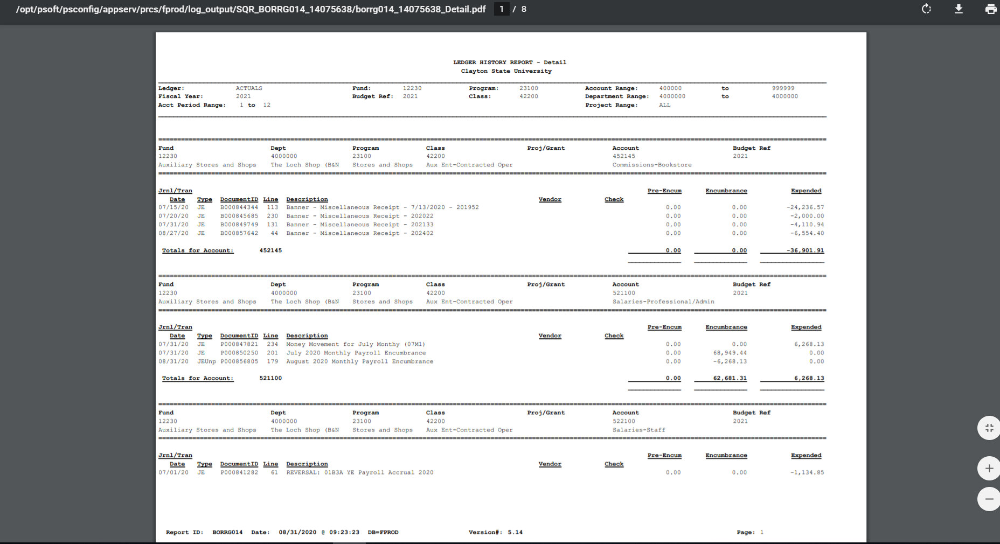 /opt/psoft/psconfig/appserv/prcs/fprod/log_output/SQR_BORRG014_14075638/borrg014_14075638_Detail.pdf 1 / 8
LEDGER HISTORY REPORT - Detail
Clayton State University
Ledger: ACTUALS Fund: 12230 Program: 23100 Account Range: 400000 to 999999
Fiscal Year: 2021 Budget Ref: 2021 Class: 42200 Department Range: 4000000 to 4000000
Acct Period Range: 1 to 12 Project Range: ALL
Fund Dept Program Class Proj/Grant Account Budget Ref
12230 4000000 23100 42200 452145 2021
Auxiliary Stores and Shops The Loch Shop (B&N Stores and Shops Aux Ent-Contracted Oper Commissions-Bookstore
Jrnl/Tran Pre-Encum Encumbrance Expended
Date Type DocumentID Line Description Vendor Check
07/15/20 JE B000844344 113 Banner - Miscellaneous Receipt - 7/13/2020 - 201952 0.00 0.00 -24,236.57
07/20/20 JE B000845685 230 Banner - Miscellaneous Receipt - 202022 0.00 0.00 -2,000.00
07/31/20 JE B000849749 131 Banner - Miscellaneous Receipt - 202133 0.00 0.00 -4,110.94
08/27/20 JE B000857642 44 Banner - Miscellaneous Receipt - 202402 0.00 0.00 -6,554.40
Totals for Account: 452145 0.00 0.00 -36,901.91
Fund Dept Program Class Proj/Grant Account Budget Ref
12230 4000000 23100 42200 521100 2021
Auxiliary Stores and Shops The Loch Shop (B&N Stores and Shops Aux Ent-Contracted Oper Salaries-Professional/Admin
Jrnl/Tran Pre-Encum Encumbrance Expended
Date Type DocumentID Line Description Vendor Check
07/31/20 JE P000847821 234 Money Movement for July Monthy (07M1) 0.00 0.00 6,268.13
07/31/20 JE P000850250 201 July 2020 Monthly Payroll Encumbrance 0.00 68,949.44 0.00
08/31/20 JEUnp P000856805 179 August 2020 Monthly Payroll Encumbrance 0.00 -6,268.13 0.00
Totals for Account: 521100 0.00 62,681.31 6,268.13
Fund Dept Program Class Proj/Grant Account Budget Ref
12230 4000000 23100 42200 522100 2021
Auxiliary Stores and Shops The Loch Shop (B&N Stores and Shops Aux Ent-Contracted Oper Salaries-Staff
Jrnl/Tran Pre-Encum Encumbrance Expended
Date Type DocumentID Line Description Vendor Check
07/01/20 JE P000841282 61 REVERSAL: 01B3A YE Payroll Accrual 2020 0.00 0.00 -1,134.85
Report ID: BORRG014 Date: 08/31/2020 @ 09:23:23 DB=FPROD Version#: 5.14 Page: 1